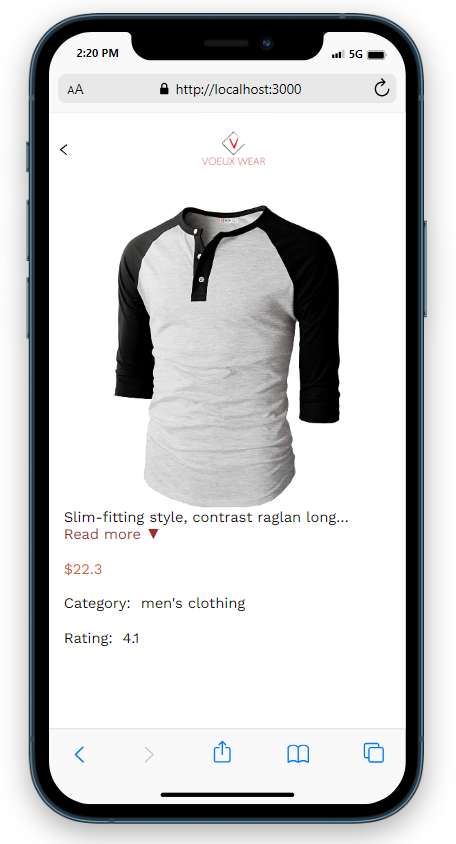 2:20 PM
5G
AA
http://localhost:3000
VOEUX WEAR
Slim-fitting style, contrast raglan long...
Read more ▼
$22.3
Category: men's clothing
Rating: 4.1